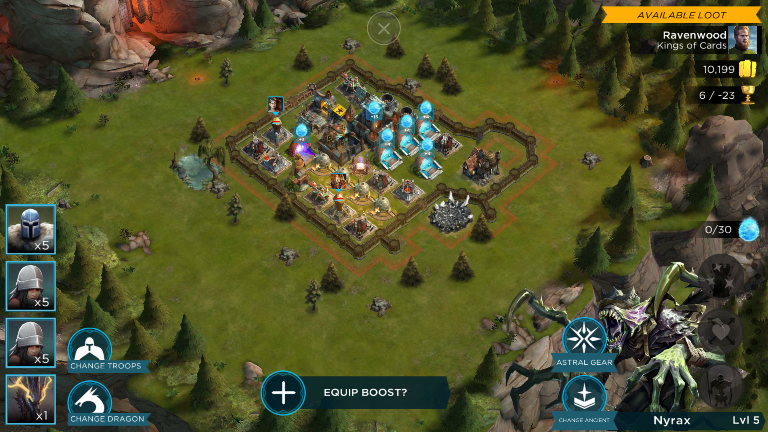 AVAILABLE LOOT
Ravenwood
Kings of Cards
10,199
6 / -23
0/30
x5
x5
x5
x1
CHANGE TROOPS
CHANGE DRAGON
EQUIP BOOST?
ASTRAL GEAR
CHANGE ANCIENT
Nyrax Lvl 5